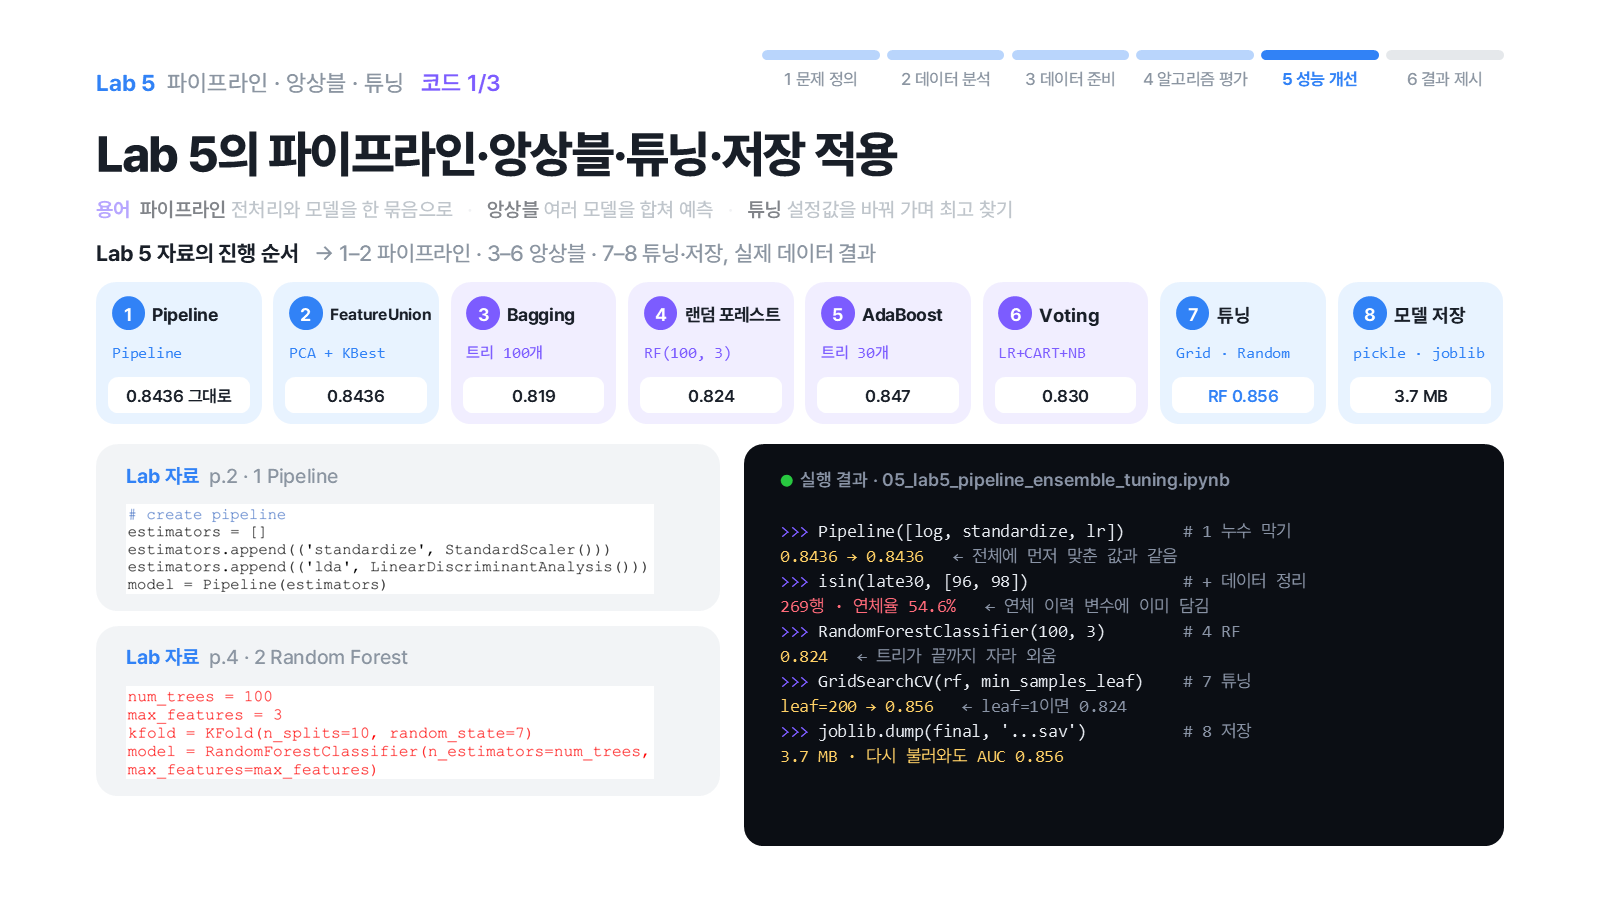 Lab 5 파이프라인 · 앙상블 · 튜닝 코드 1/3
1 문제 정의 2 데이터 분석 3 데이터 준비 4 알고리즘 평가 5 성능 개선 6 결과 제시
Lab 5의 파이프라인·앙상블·튜닝·저장 적용
용어 파이프라인 전처리와 모델을 한 묶음으로 · 앙상블 여러 모델을 합쳐 예측 · 튜닝 설정값을 바꿔 가며 최고 찾기
Lab 5 자료의 진행 순서 → 1–2 파이프라인 · 3–6 앙상블 · 7–8 튜닝·저장, 실제 데이터 결과
1 Pipeline
Pipeline
0.8436 그대로
2 FeatureUnion
PCA + KBest
0.8436
3 Bagging
트리 100개
0.819
4 랜덤 포레스트
RF(100, 3)
0.824
5 AdaBoost
트리 30개
0.847
6 Voting
LR+CART+NB
0.830
7 튜닝
Grid · Random
RF 0.856
8 모델 저장
pickle · joblib
3.7 MB
Lab 자료 p.2 · 1 Pipeline
# create pipeline
estimators = []
estimators.append(('standardize', StandardScaler()))
estimators.append(('lda', LinearDiscriminantAnalysis()))
model = Pipeline(estimators)
Lab 자료 p.4 · 2 Random Forest
num_trees = 100
max_features = 3
kfold = KFold(n_splits=10, random_state=7)
model = RandomForestClassifier(n_estimators=num_trees,
max_features=max_features)
실행 결과 · 05_lab5_pipeline_ensemble_tuning.ipynb
>>> Pipeline([log, standardize, lr]) # 1 누수 막기
0.8436 → 0.8436 ← 전체에 먼저 맞춘 값과 같음
>>> isin(late30, [96, 98]) # + 데이터 정리
269행 · 연체율 54.6% ← 연체 이력 변수에 이미 담김
>>> RandomForestClassifier(100, 3) # 4 RF
0.824 ← 트리가 끝까지 자라 외움
>>> GridSearchCV(rf, min_samples_leaf) # 7 튜닝
leaf=200 → 0.856 ← leaf=1이면 0.824
>>> joblib.dump(final, '...sav') # 8 저장
3.7 MB · 다시 불러와도 AUC 0.856